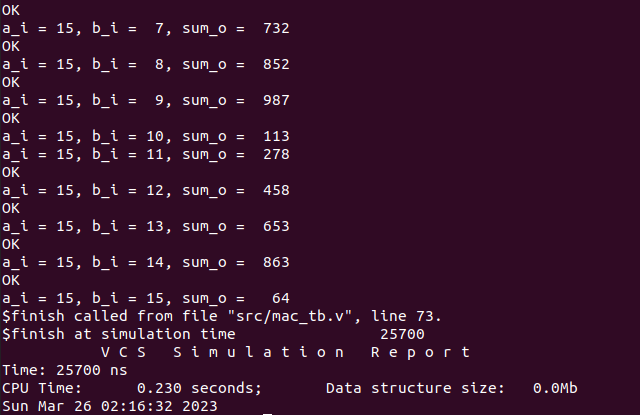 OK
a_i = 15, b_i =  7, sum_o =  732
OK
a_i = 15, b_i =  8, sum_o =  852
OK
a_i = 15, b_i =  9, sum_o =  987
OK
a_i = 15, b_i = 10, sum_o =  113
a_i = 15, b_i = 11, sum_o =  278
OK
a_i = 15, b_i = 12, sum_o =  458
OK
a_i = 15, b_i = 13, sum_o =  653
OK
a_i = 15, b_i = 14, sum_o =  863
OK
a_i = 15, b_i = 15, sum_o =   64
$finish called from file "src/mac_tb.v", line 73.
$finish at simulation time                25700
           V C S   S i m u l a t i o n   R e p o r t
Time: 25700 ns
CPU Time:      0.230 seconds;       Data structure size:   0.0Mb
Sun Mar 26 02:16:32 2023